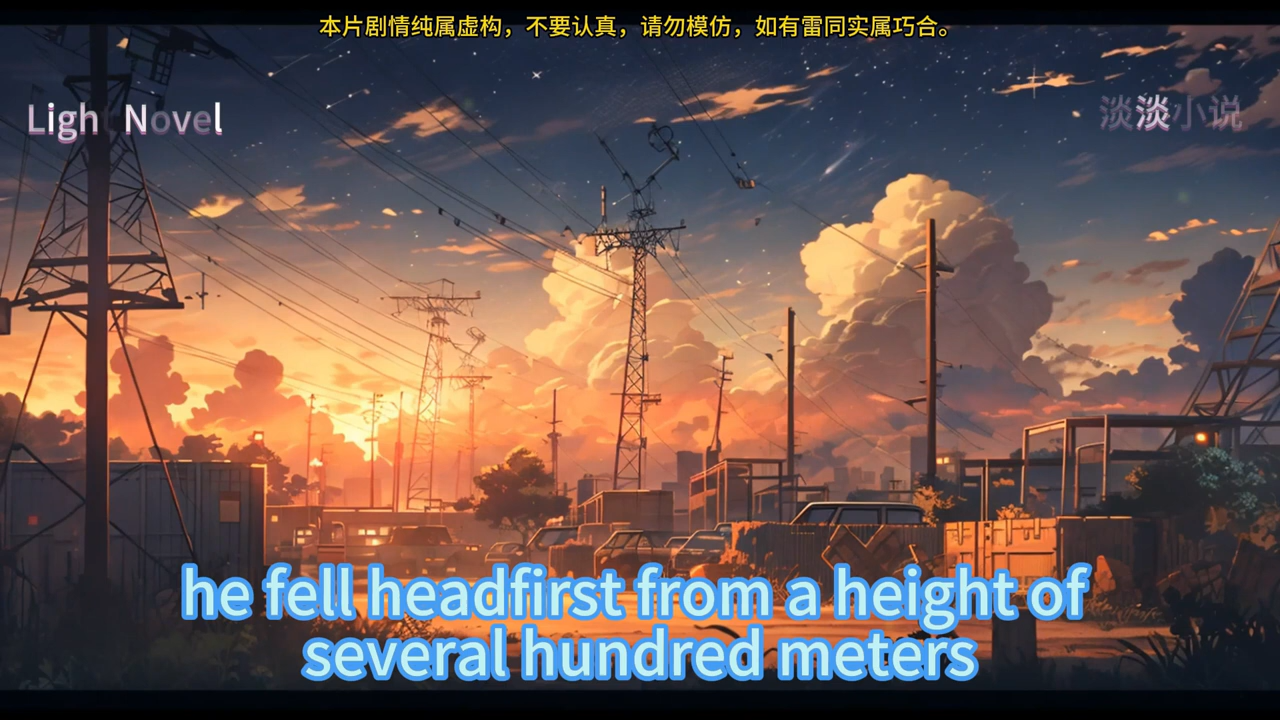 本片剧情纯属虚构，不要认真，请勿模仿，如有雷同实属巧合。
Light Novel
淡淡小说
he fell headfirst from a height of
several hundred meters